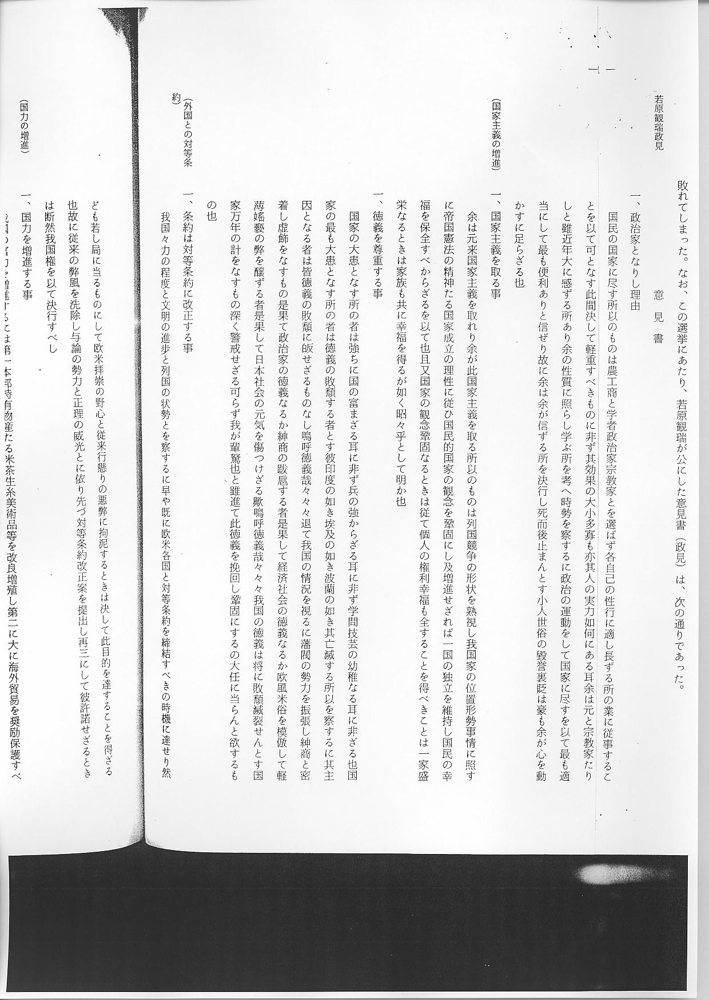 敗れてしまった。なお、この選挙にあたり、若原観瑞が公にした意見書（政見）は、次の通りであった。
若原観瑞政見
意見書
一、政治家となりし理由
国民の国家に尽す所以のものは農工商と学者政治家宗教家とを選ばず各自己の性行に適し長ずる所の業に従事するこ
とを以て可となす此間決して軽重すべきものに非ず其効果の大小多寡も亦其人の実力如何にある耳余は元と宗教家たり
しと雖近年大に感ずる所あり余の性質に照らし学ぶ所を考へ時勢を察するに政治の運動をして国家に尽すを以て最も適
当にして最も便利ありと信ぜり故に余は余が信ずる所を決行し死而後止まんとす小人世俗の毀誉裏貶は豪も余が心を動
かすに足らざる也
（国家主義の増進）
一、国家主義を取る事
余は元来国家主義を取れり余が此国家主義を取る所以のものは列国競争の形状を熟視し我国家の位置形勢事情に照す
に帝国憲法の精神たる国家成立の理性に従ひ国民的国家の観念を鞏固にし及増進せざれば一国の独立を維持し国民の幸
福を保全すべからざるを以て也且又国家の観念鞏固なるときは従て個人の権利幸福も全することを得べきことは一家盛
栄なるときは家族も共に幸福を得るが如く昭々乎として明か也
一、徳義を尊重する事
国家の大患となす所の者は強ちに国の富まざる耳に非ず兵の強からざる耳に非ず学問技芸の幼稚なる耳に非ざる也国
家の最も大患となす所の者は徳義の敗頽する者とす彼印度の如き埃及の如き波蘭の如き其亡滅する所以を察するに其主
因となる者は皆徳義の敗頽に皈せざるものなし嗚呼徳義哉々々々退て我国の情況を視るに藩閥の勢力を振張し紳商と密
着し虚飾をなすもの是果て政治家の徳義なるか紳商の跋扈する者是果して経済社会の徳義なるか欧風米俗を模倣して軽
薄媱褻の弊を醸ずる者是果して日本社会の元気を傷つけざる歟嗚呼徳義哉々々々我国の徳義は将に敗頽滅裂せんとす国
家万年の計をなすもの深く警戒せざる可らず我が輩駑也と雖進て此徳義を挽回し鞏固にするの大任に当らんと欲するも
の也
（外国との対等条
約）
一、条約は対等条約に改正する事
我国々力の程度と文明の進歩と列国の状勢とを察するに早や既に欧米各国と対等条約を締結すべきの時機に達せり然
ども若し局に当るものにして欧米拝崇の野心と従来行懸りの悪弊に拘泥するときは決して此目的を達することを得ざる
也故に従来の弊風を洗除し与論の勢力と正理の威光とに依り先づ対等条約改正案を提出し再三にして彼許諾せざるとき
は断然我国権を以て決行すべし
（国力の増進）
一、国力を増進する事
我国の富力を増進するには第一本邦特有物産たる米茶生糸美術品等を改良増殖し第二に大に海外貿易を奨励保護すべ